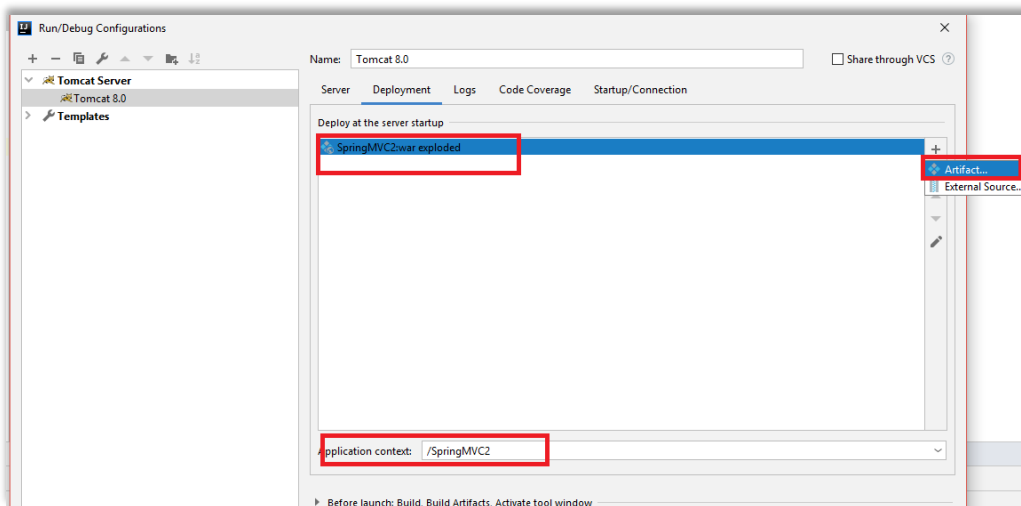 Run/Debug Configurations
Name: Tomcat 8.0
Share through VCS
Tomcat Server
Tomcat 8.0
Templates
Server Deployment Logs Code Coverage Startup/Connection
Deploy at the server startup
SpringMVC2:war exploded
Artifact...
External Source..
Application context: /SpringMVC2
Before launch: Build, Build Artifacts, Activate tool window